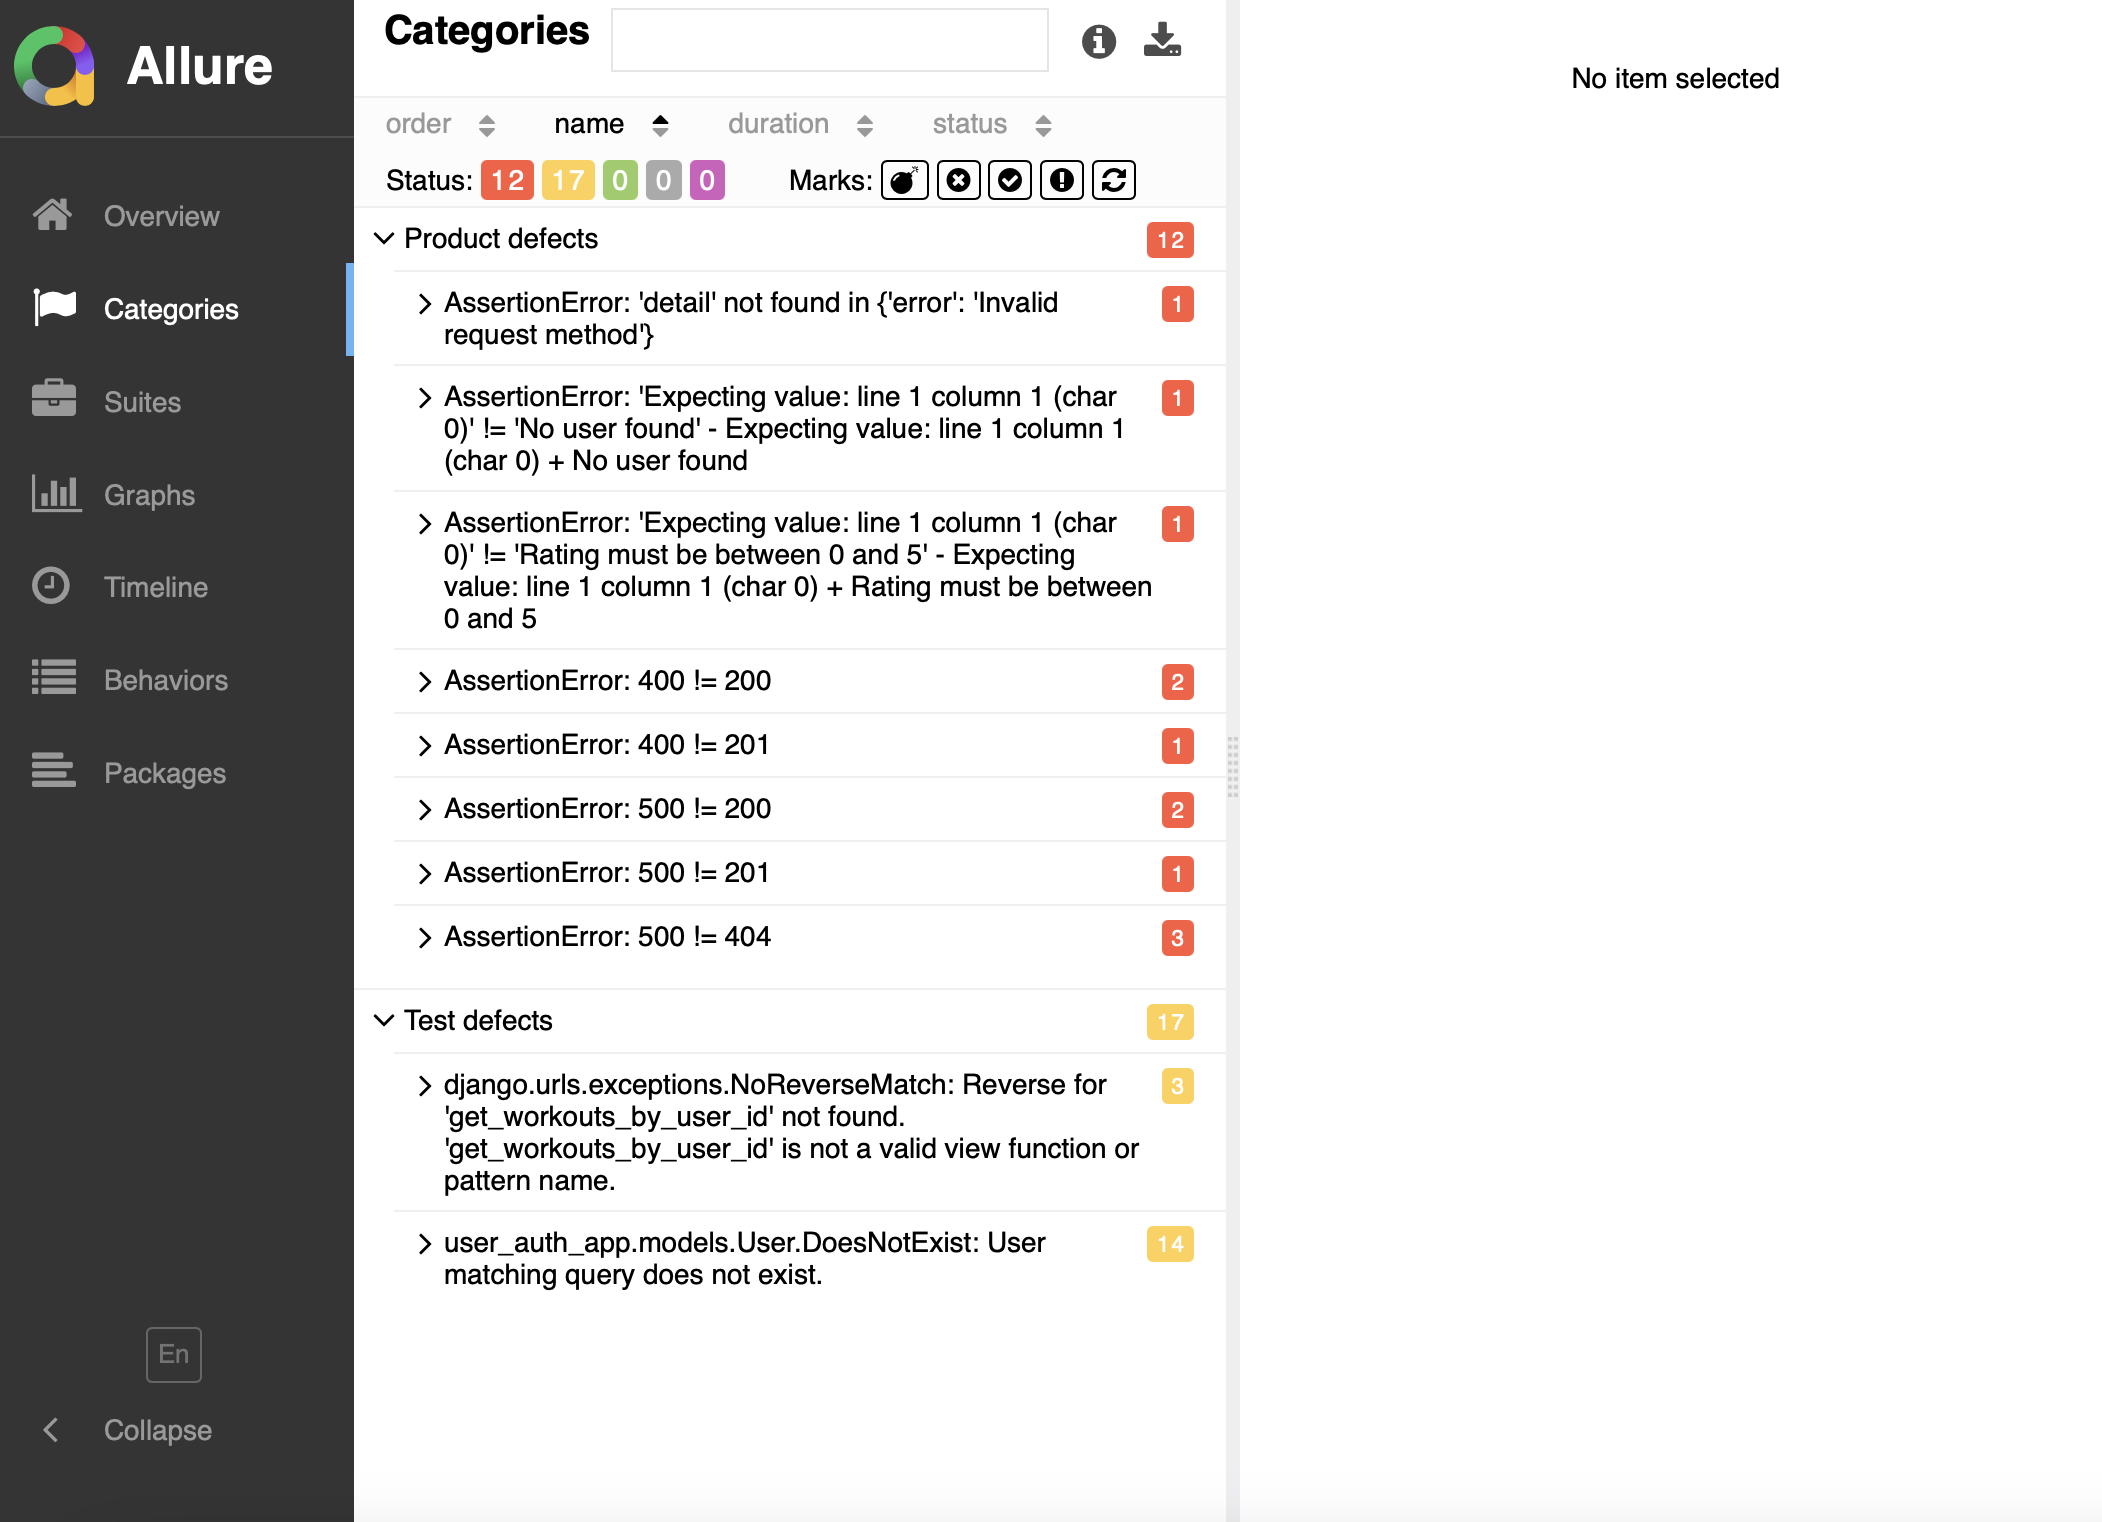 Allure
Overview
Categories
Suites
Graphs
Timeline
Behaviors
Packages
En
Collapse
Categories
order name duration status
Status: 12 17 0 0 0 Marks:
Product defects 12
AssertionError: 'detail' not found in {'error': 'Invalid 1
request method'}
AssertionError: 'Expecting value: line 1 column 1 (char 1
0)' != 'No user found' - Expecting value: line 1 column 1
(char 0) + No user found
AssertionError: 'Expecting value: line 1 column 1 (char 1
0)' != 'Rating must be between 0 and 5' - Expecting
value: line 1 column 1 (char 0) + Rating must be between
0 and 5
AssertionError: 400 != 200 2
AssertionError: 400 != 201 1
AssertionError: 500 != 200 2
AssertionError: 500 != 201 1
AssertionError: 500 != 404 3
Test defects 17
django.urls.exceptions.NoReverseMatch: Reverse for 3
'get_workouts_by_user_id' not found.
'get_workouts_by_user_id' is not a valid view function or
pattern name.
user_auth_app.models.User.DoesNotExist: User 14
matching query does not exist.
No item selected